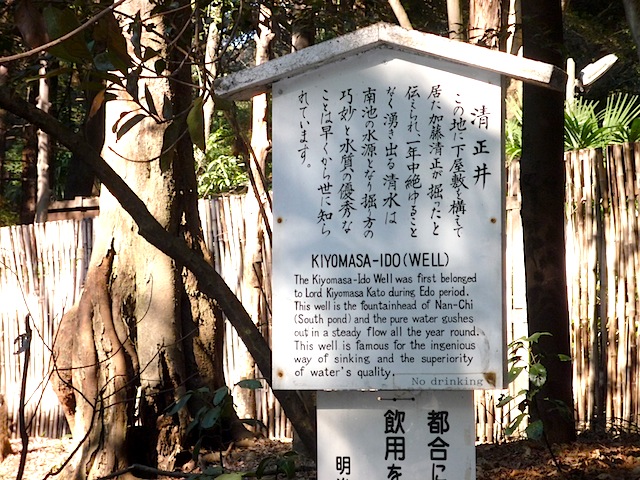 清正井
この地に下屋敷を構えて
居た加藤清正が掘ったと
伝えられ、一年中絶ゆること
なく湧き出る清水は
南池の水源となり掘り方の
巧妙と水質の優秀な
ことは早くから世に知ら
れています。
KIYOMASA-IDO (WELL)
The Kiyomasa-Ido Well was first belonged
to Lord Kiyomasa Kato during Edo period.
This well is the fountainhead of Nan-Chi
(South pond) and the pure water gushes
out in a steady flow all the year round.
This well is famous for the ingenious
way of sinking and the superiority
of water's quality.
No drinking
都合に
飲用を
明治